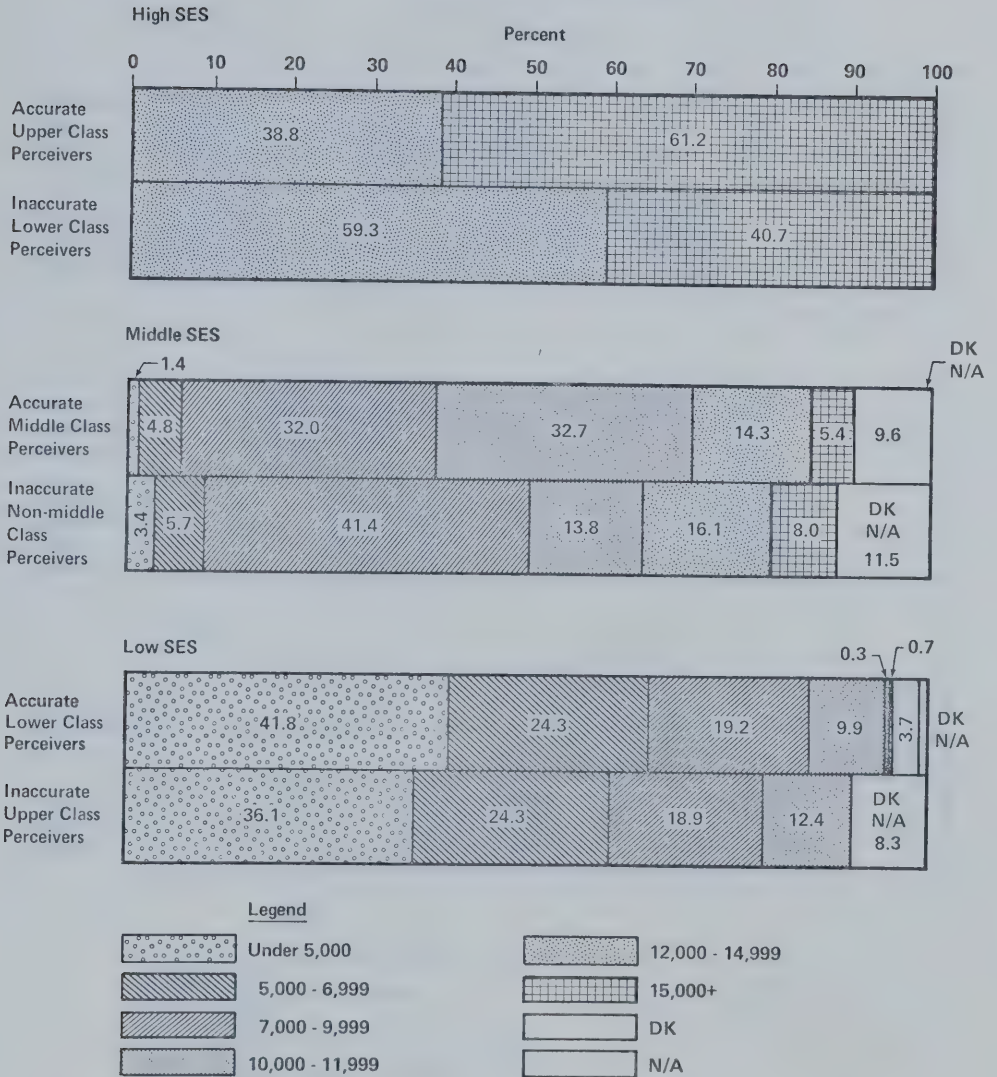 High SES
Percent
0 10 20 30 40 50 60 70 80 90 100
Accurate
Upper Class
Perceivers
38.8 61.2
Inaccurate
Lower Class
Perceivers
59.3 40.7
Middle SES
1.4
DK
N/A
Accurate
Middle Class
Perceivers
4.8 32.0 32.7 14.3 5.4 9.6
Inaccurate
Non-middle
Class
Perceivers
3.4 5.7 41.4 13.8 16.1 8.0
DK
N/A
11.5
Low SES
0.3 0.7
Accurate
Lower Class
Perceivers
41.8 24.3 19.2 9.9 3.7
DK
N/A
Inaccurate
Upper Class
Perceivers
36.1 24.3 18.9 12.4
DK
N/A
8.3
Legend
Under 5,000
5,000 - 6,999
7,000 - 9,999
10,000 - 11,999
12,000 - 14,999
15,000+
DK
N/A